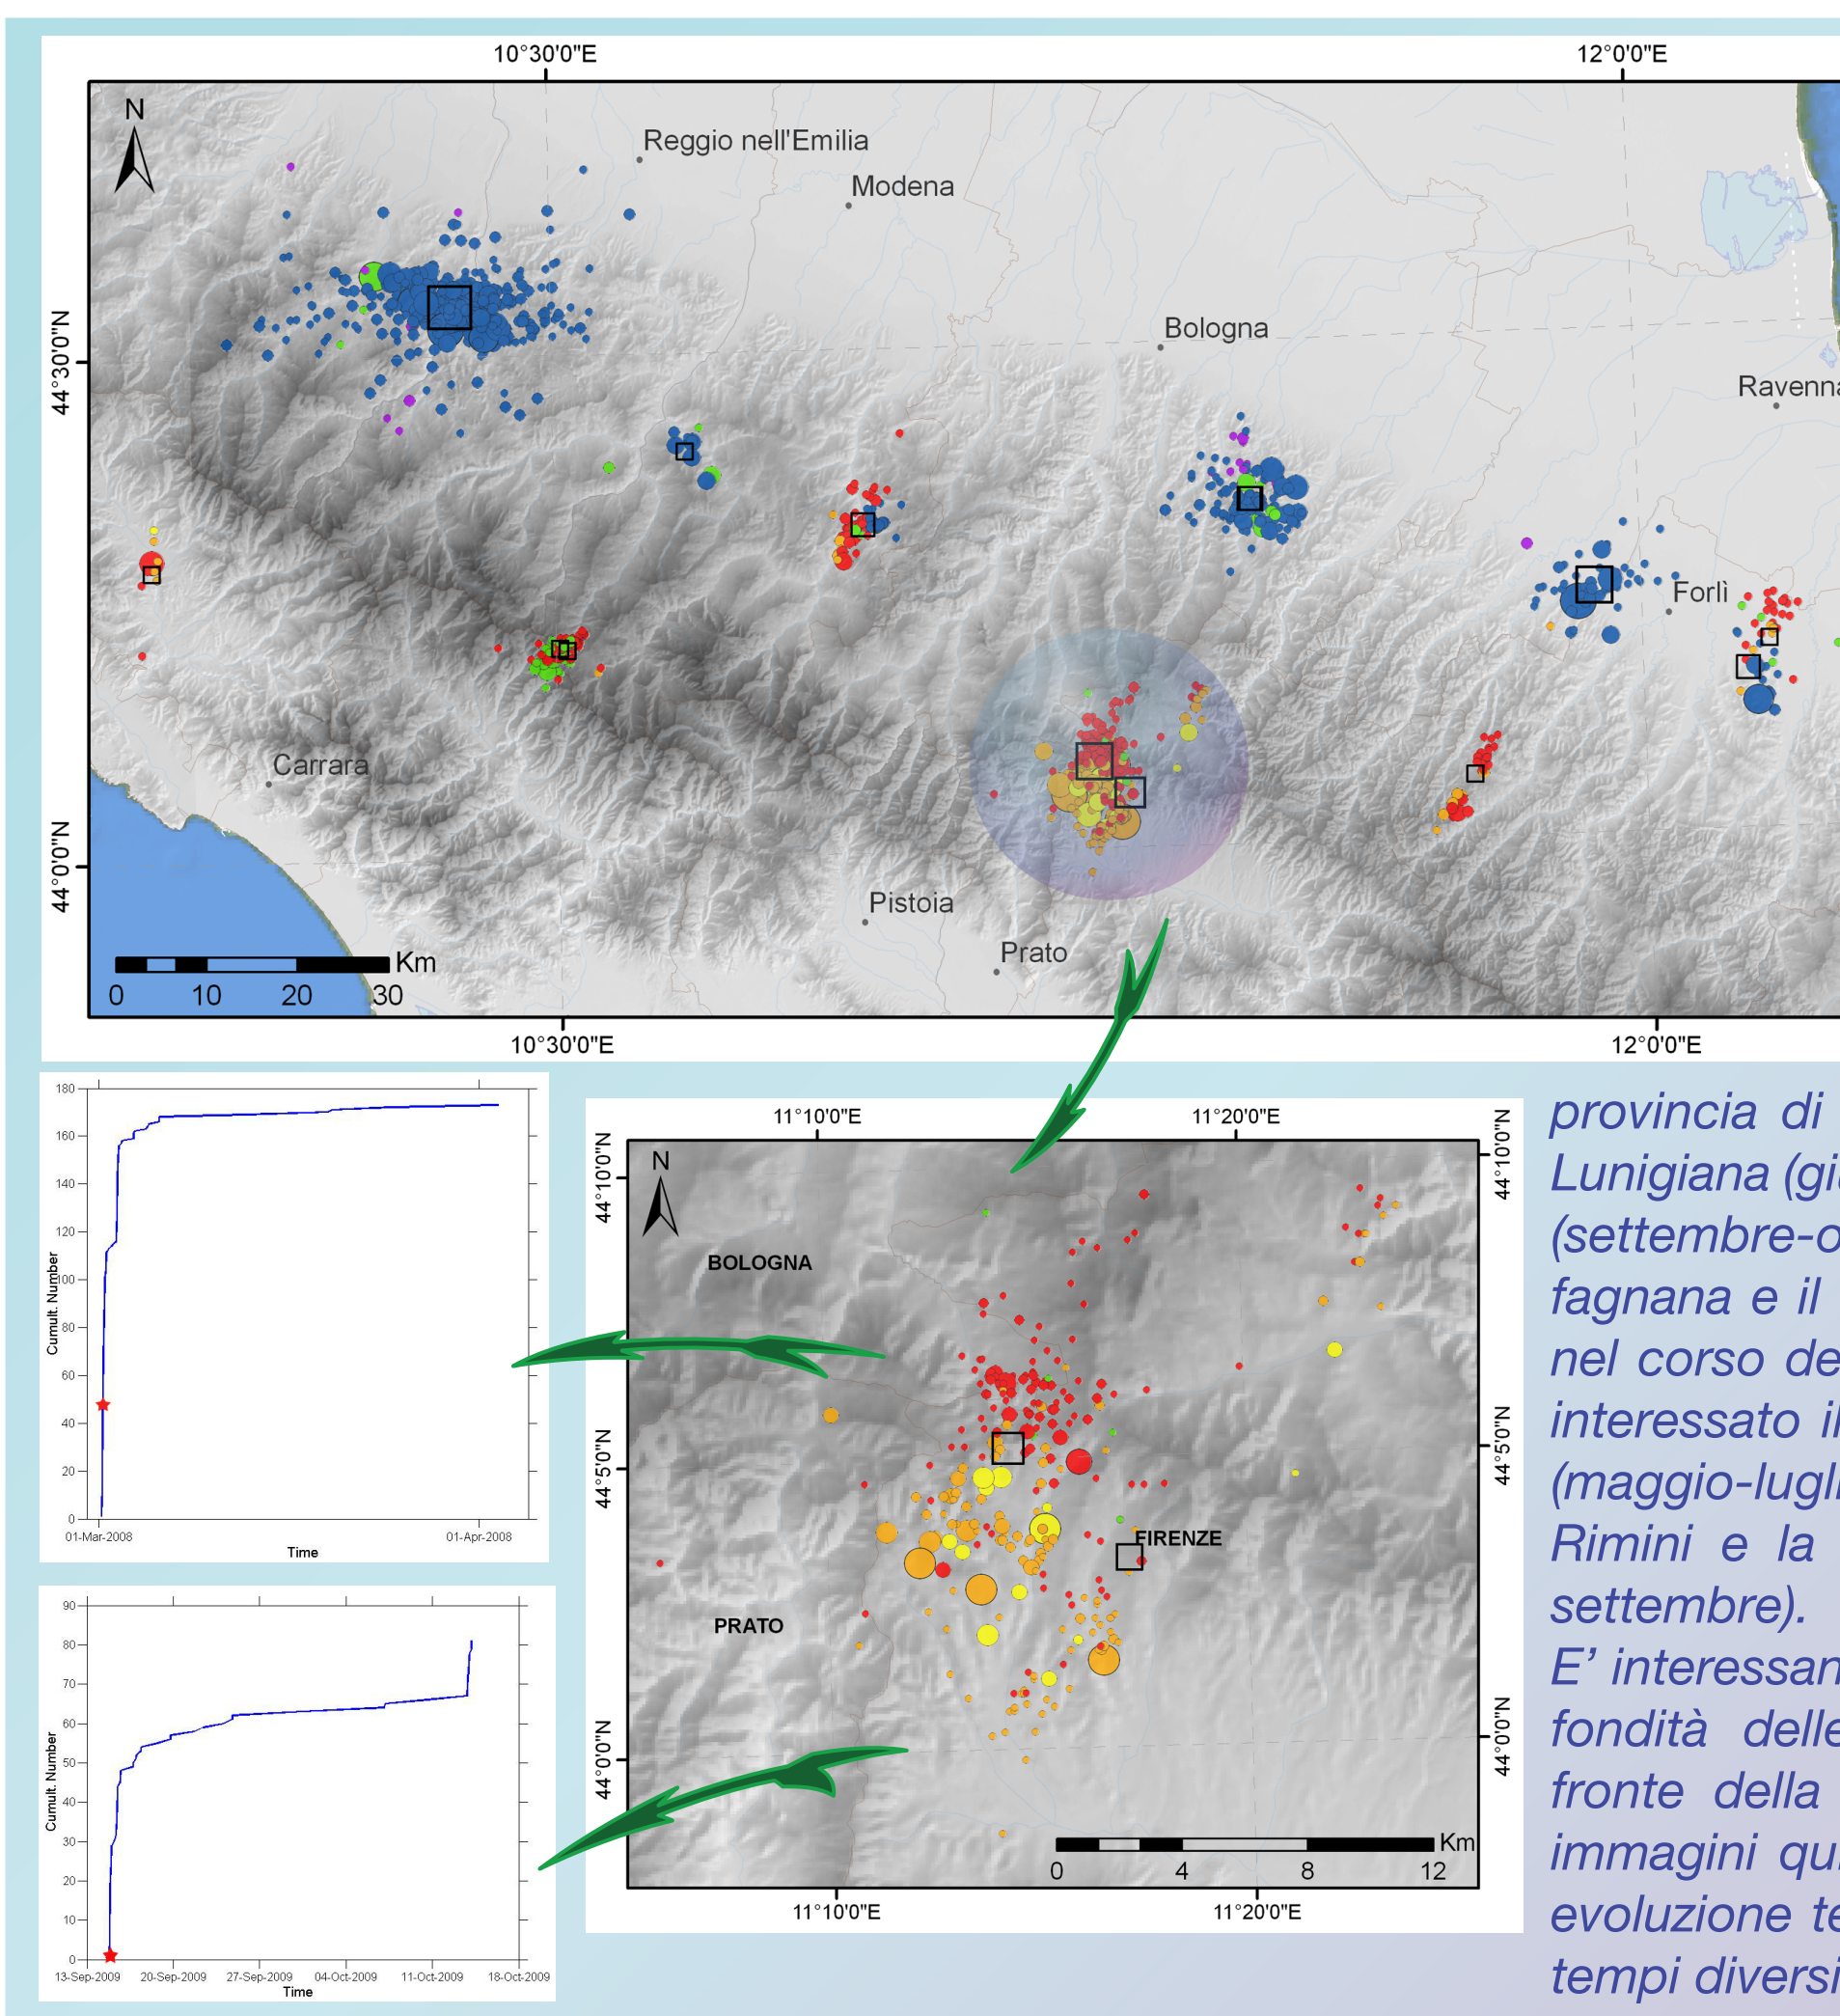 10°30'0"E
12°0'0"E
N
Reggio nell'Emilia
Modena
Bologna
44°30'0"N
Ravenna
Forlì
Carrara
44°0'0"N
Pistoia
Prato
Km
0 10 20 30
10°30'0"E
12°0'0"E
180
160
140
120
100
80
60
40
20
0
Cumult. Number
01-Mar-2008
01-Apr-2008
Time
90
80
70
60
50
40
30
20
10
0
Cumult. Number
13-Sep-2009
20-Sep-2009
27-Sep-2009
04-Oct-2009
11-Oct-2009
18-Oct-2009
Time
11°10'0"E
11°20'0"E
44°10'0"N
44°10'0"N
N
BOLOGNA
44°5'0"N
44°5'0"N
FIRENZE
PRATO
44°0'0"N
44°0'0"N
Km
0 4 8 12
11°10'0"E
11°20'0"E
provincia di
Lunigiana (giu
(settembre-o
fagnana e il
nel corso de
interessato il
(maggio-lugli
Rimini e la
settembre).
E' interessan
fondità delle
fronte della
immagini qui
evoluzione te
tempi diversi